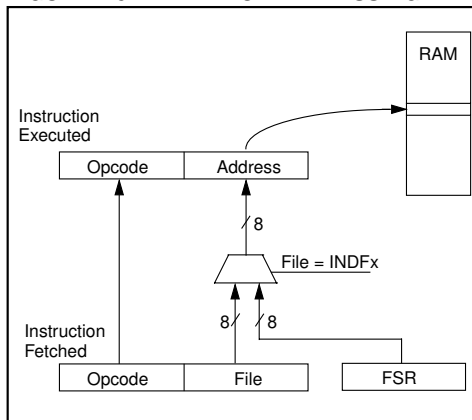 RAM
Instruction
Executed
Opcode Address
8
File = INDFx
8 8
Instruction
Fetched
Opcode File FSR